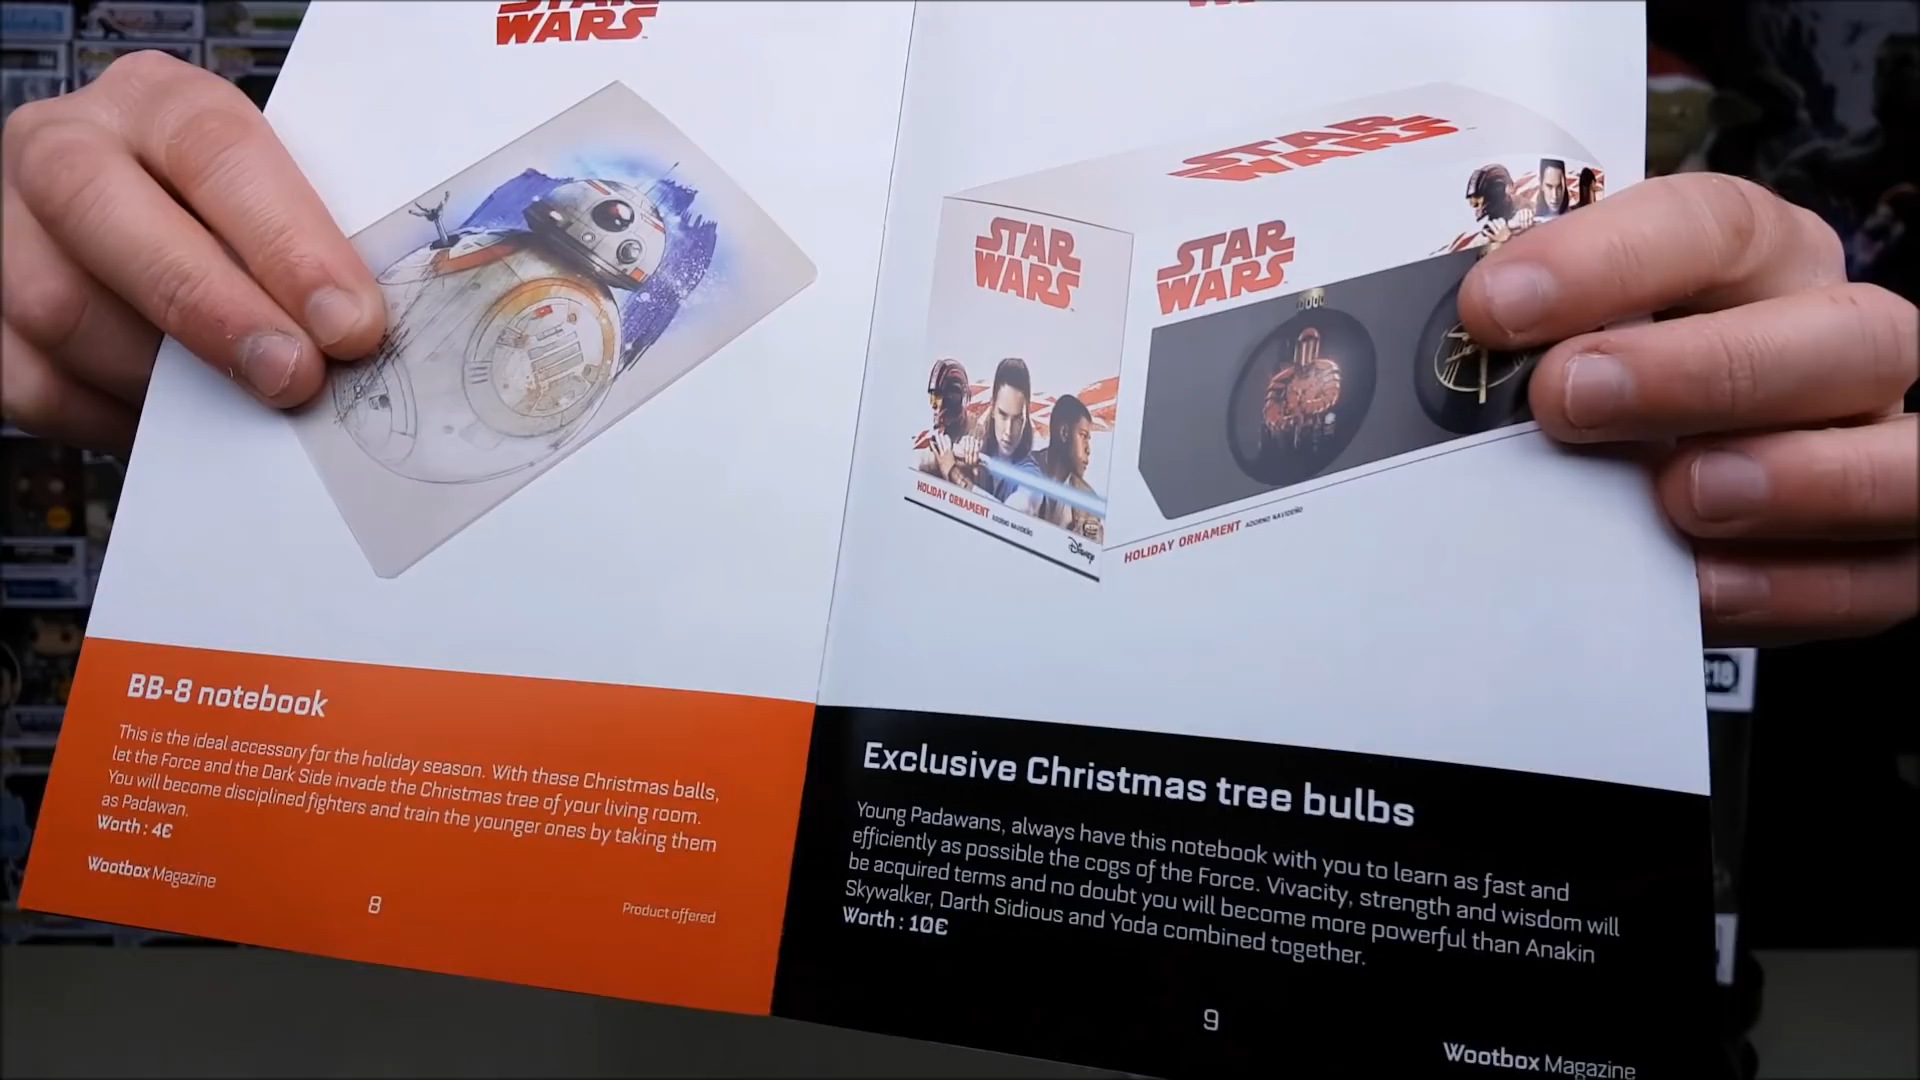 STAR
WARS
BB-8 notebook
This is the ideal accessory for the holiday season. With these Christmas balls,
let the Force and the Dark Side invade the Christmas tree of your living room.
You will become disciplined fighters and train the younger ones by taking them
as Padawan.
Worth : 4€
Wootbox Magazine
8
Product offered
STAR
WARS
STAR
WARS
HOLIDAY ORNAMENT ADORNO NAVIDEÑO
Disney
STAR
WARS
HOLIDAY ORNAMENT ADORNO NAVIDEÑO
Exclusive Christmas tree bulbs
Young Padawans, always have this notebook with you to learn as fast and
efficiently as possible the cogs of the Force. Vivacity, strength and wisdom will
be acquired terms and no doubt you will become more powerful than Anakin
Skywalker, Darth Sidious and Yoda combined together.
Worth : 10€
9
Wootbox Magazine